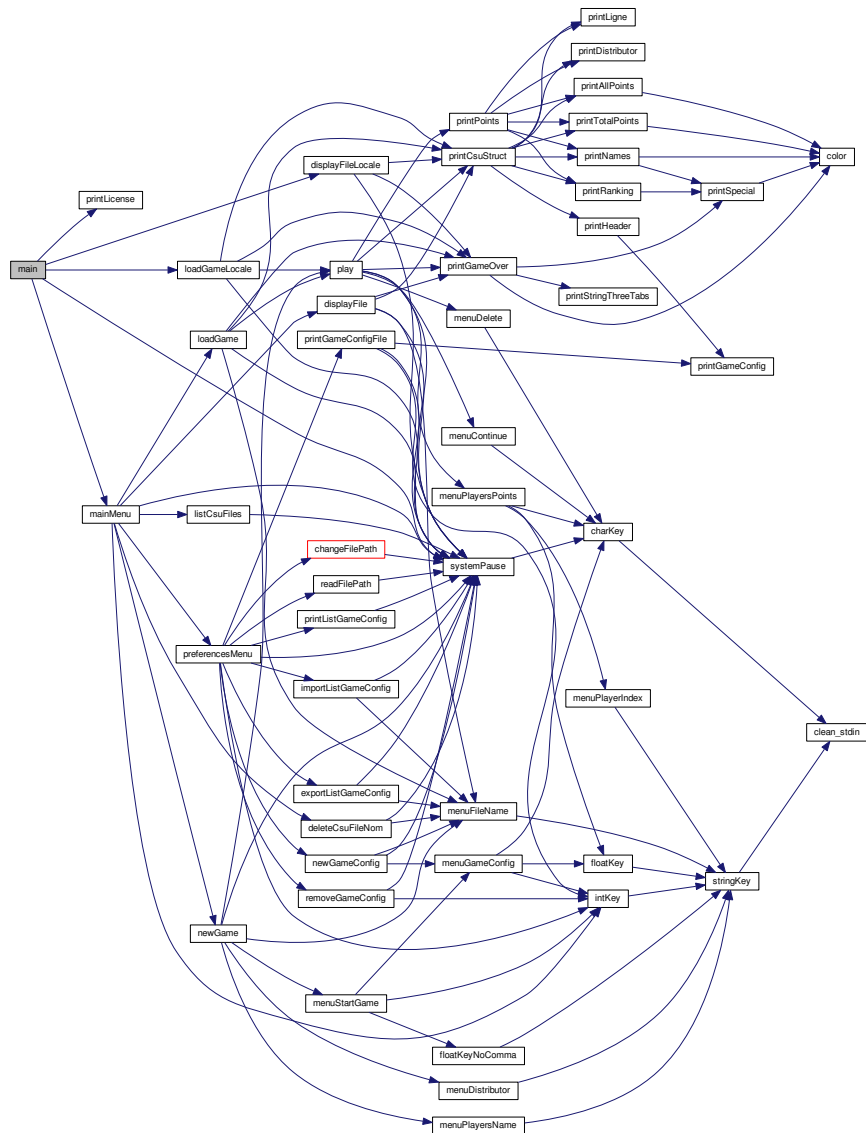 printLigne
printDistributor
printAllPoints
printPoints
printTotalPoints
printCsuStruct
printNames
color
displayFileLocale
printRanking
printSpecial
printLicense
printHeader
main
loadGameLocale
play
printGameOver
printStringThreeTabs
displayFile
menuDelete
loadGame
printGameConfigFile
printGameConfig
menuContinue
menuPlayersPoints
mainMenu
listCsuFiles
charKey
changeFilePath
systemPause
readFilePath
printListGameConfig
preferencesMenu
importListGameConfig
menuPlayerIndex
clean_stdin
exportListGameConfig
menuFileName
deleteCsuFileNom
newGameConfig
menuGameConfig
floatKey
stringKey
removeGameConfig
intKey
newGame
menuStartGame
floatKeyNoComma
menuDistributor
menuPlayersName